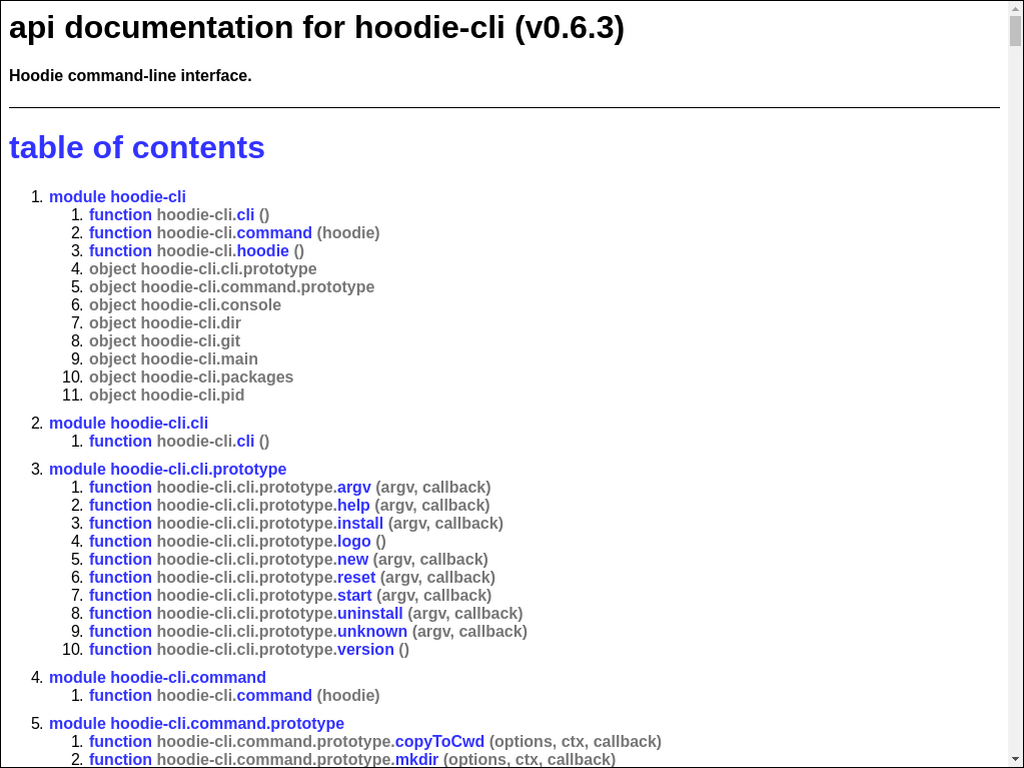 api documentation for hoodie-cli (v0.6.3)
Hoodie command-line interface.
table of contents
1. module hoodie-cli
1. function hoodie-cli.cli ()
2. function hoodie-cli.command (hoodie)
3. function hoodie-cli.hoodie ()
4. object hoodie-cli.cli.prototype
5. object hoodie-cli.command.prototype
6. object hoodie-cli.console
7. object hoodie-cli.dir
8. object hoodie-cli.git
9. object hoodie-cli.main
10. object hoodie-cli.packages
11. object hoodie-cli.pid
2. module hoodie-cli.cli
1. function hoodie-cli.cli ()
3. module hoodie-cli.cli.prototype
1. function hoodie-cli.cli.prototype.argv (argv, callback)
2. function hoodie-cli.cli.prototype.help (argv, callback)
3. function hoodie-cli.cli.prototype.install (argv, callback)
4. function hoodie-cli.cli.prototype.logo ()
5. function hoodie-cli.cli.prototype.new (argv, callback)
6. function hoodie-cli.cli.prototype.reset (argv, callback)
7. function hoodie-cli.cli.prototype.start (argv, callback)
8. function hoodie-cli.cli.prototype.uninstall (argv, callback)
9. function hoodie-cli.cli.prototype.unknown (argv, callback)
10. function hoodie-cli.cli.prototype.version ()
4. module hoodie-cli.command
1. function hoodie-cli.command (hoodie)
5. module hoodie-cli.command.prototype
1. function hoodie-cli.command.prototype.copyToCwd (options, ctx, callback)
2. function hoodie-cli.command.prototype.mkdir (options, ctx, callback)